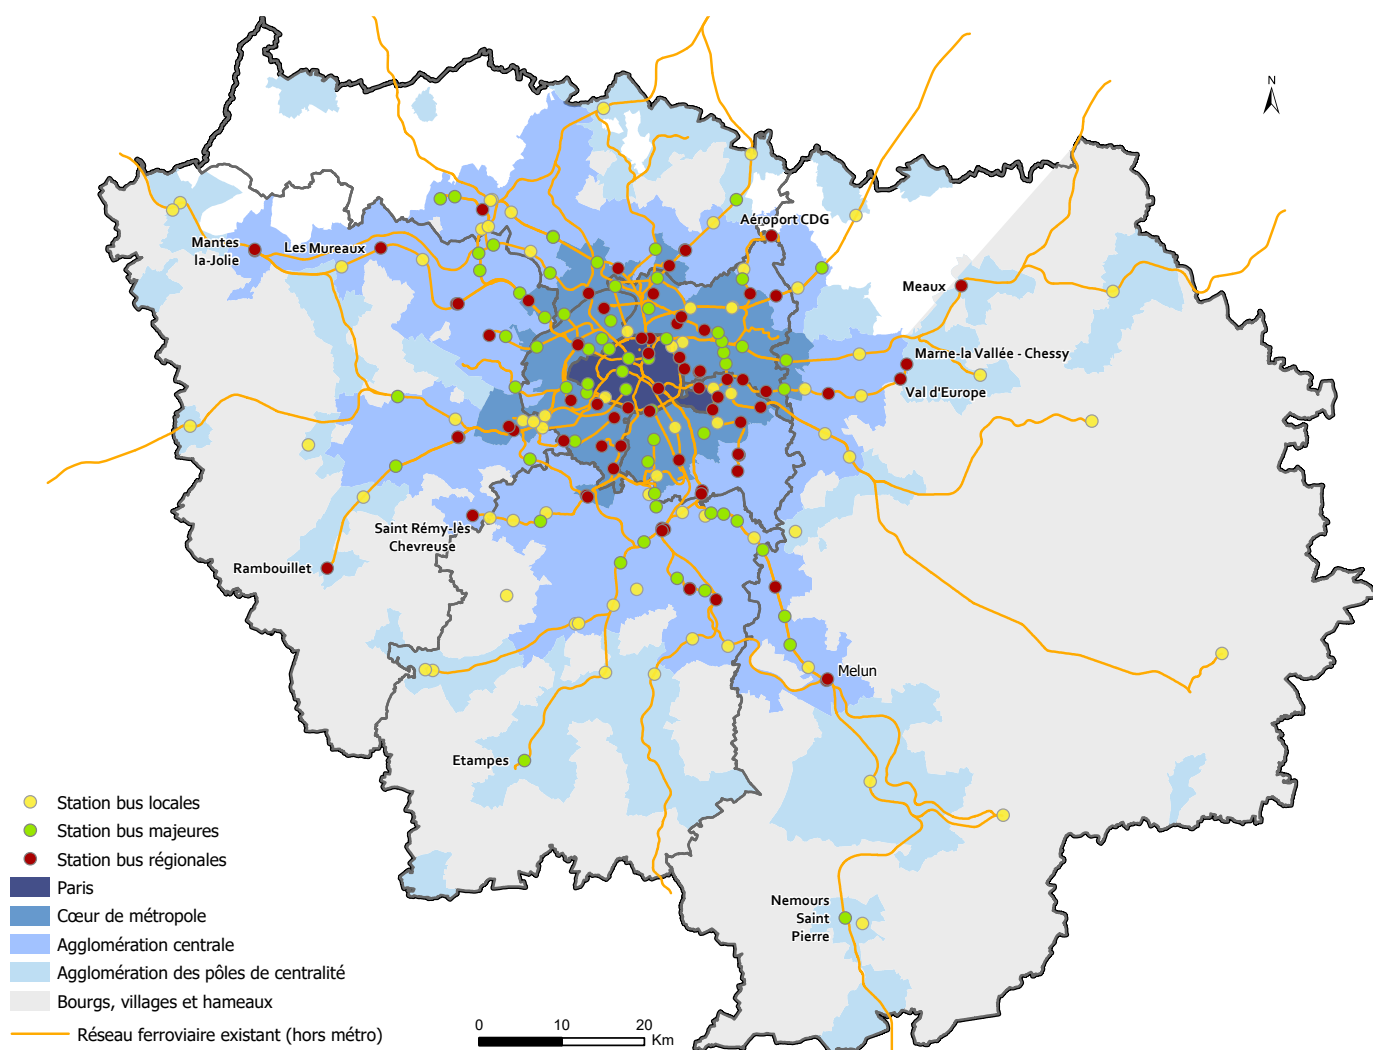 N
Aéroport CDG
Mantes
la-Jolie
Les Mureaux
Meaux
Marne-la Vallée - Chessy
Val d'Europe
Saint Rémy-lès
Chevreuse
Rambouillet
Melun
Etampes
Nemours
Saint
Pierre
Station bus locales
Station bus majeures
Station bus régionales
Paris
Cœur de métropole
Agglomération centrale
Agglomération des pôles de centralité
Bourgs, villages et hameaux
Réseau ferroviaire existant (hors métro)
0 10 20
Km